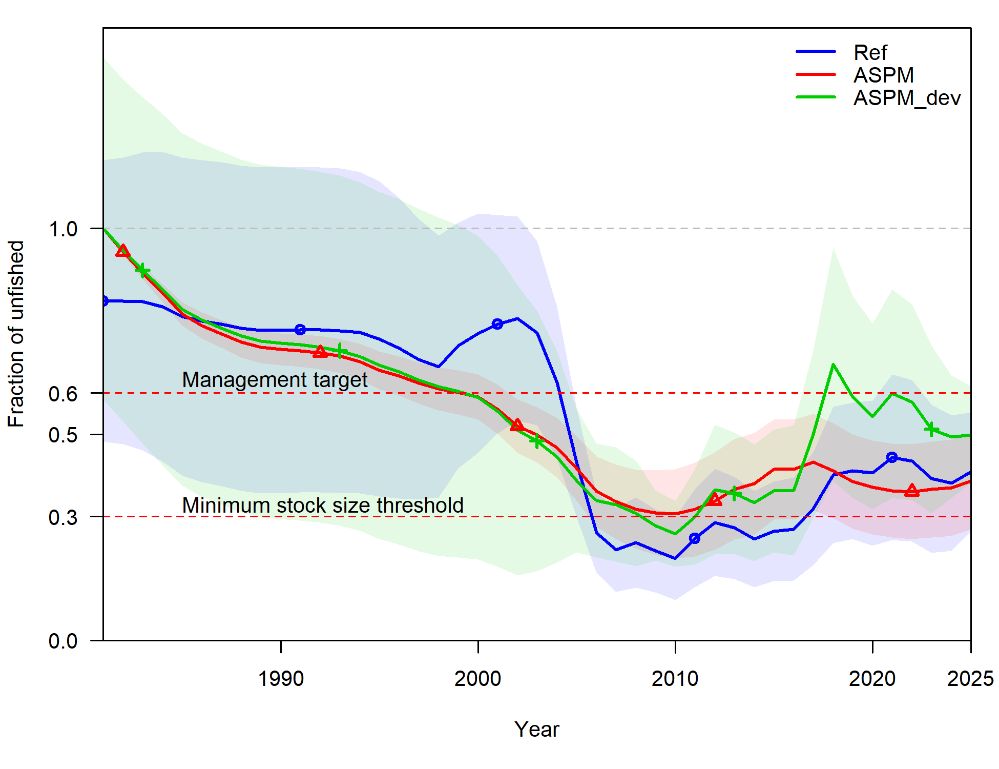 Ref
ASPM
ASPM_dev
1.0
0.6
0.5
0.3
0.0
Fraction of unfished
Management target
Minimum stock size threshold
1990
2000
2010
2020
2025
Year